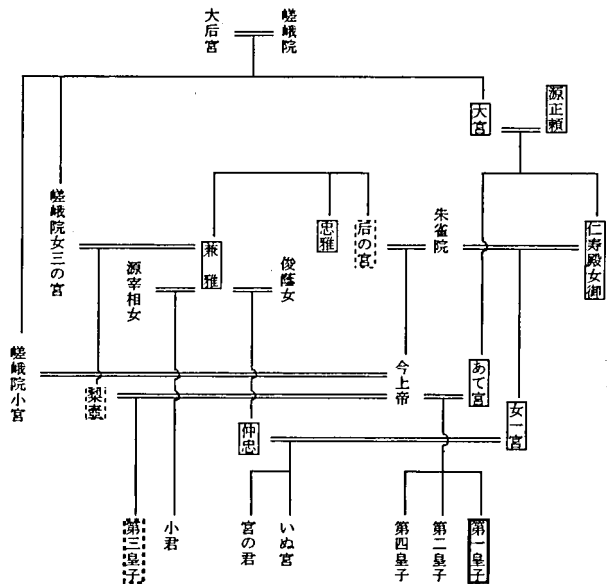 嵯峨院
大后宮
源正頼
大宮
仁寿殿女御
朱雀院
后の宮
忠雅
俊蔭女
兼雅
源宰相女
嵯峨院女三の宮
女一宮
あて宮
今上帝
仲忠
梨壺
嵯峨院小宮
第一皇子
第二皇子
第四皇子
いぬ宮
宮の君
小君
第三皇子